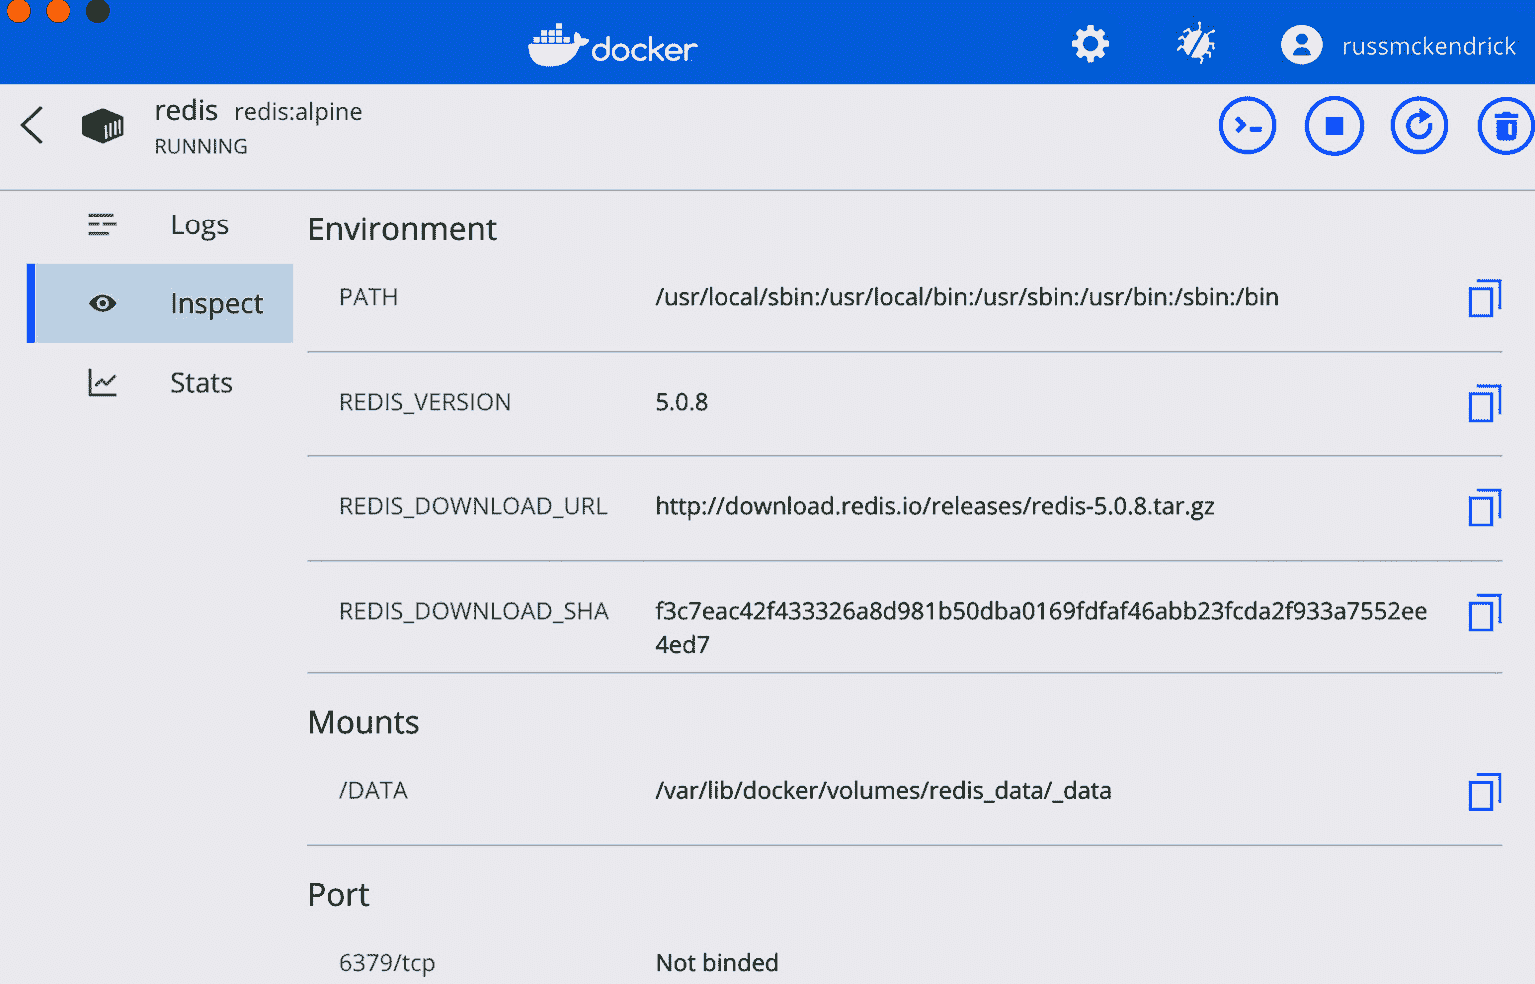 docker
russmckendrick
redis redis:alpine
RUNNING
Logs
Inspect
Stats
Environment
PATH /usr/local/sbin:/usr/local/bin:/usr/sbin:/usr/bin:/sbin:/bin
REDIS_VERSION 5.0.8
REDIS_DOWNLOAD_URL http://download.redis.io/releases/redis-5.0.8.tar.gz
REDIS_DOWNLOAD_SHA f3c7eac42f433326a8d981b50dba0169fdfaf46abb23fcda2f933a7552ee
4ed7
Mounts
/DATA /var/lib/docker/volumes/redis_data/_data
Port
6379/tcp Not binded